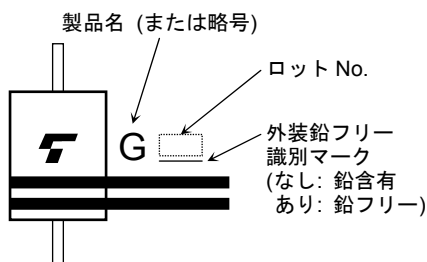 製品名 (または略号)
ロット No.
G
外装鉛フリー
識別マーク
(なし: 鉛含有
あり: 鉛フリー)